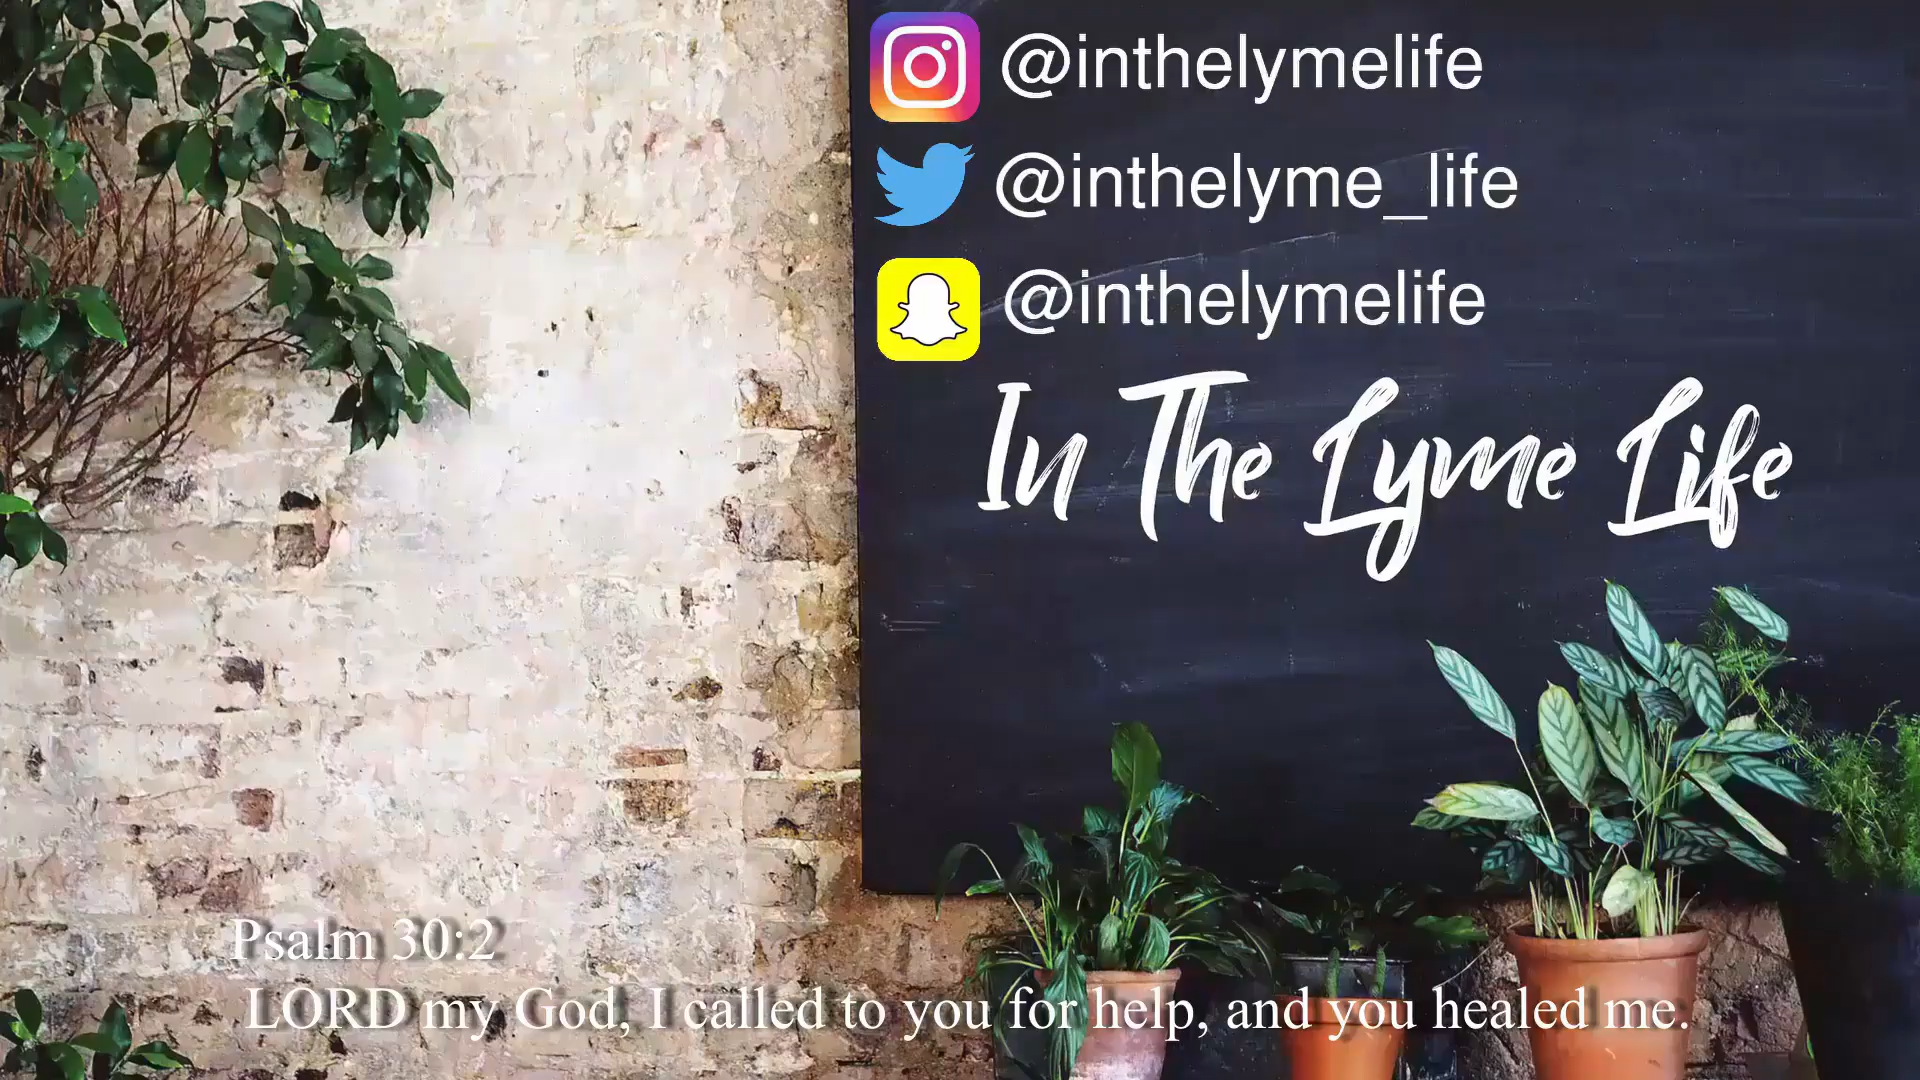 @inthelymelife
@inthelyme_life
@inthelymelife
In The Lyme Life
Psalm 30:2
LORD my God, I called to you for help, and you healed me.